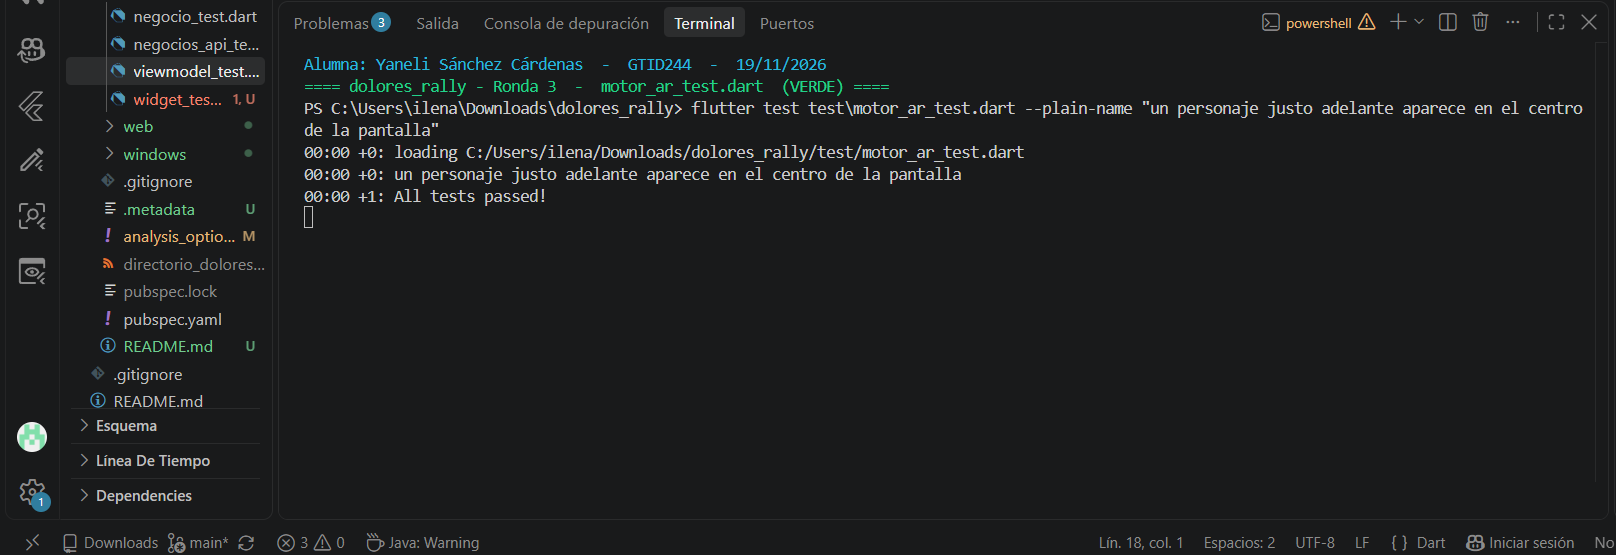 negocio_test.dart
negocios_api_te...
viewmodel_test....
widget_tes... 1, U
web
windows
.gitignore
.metadata U
analysis_optio... M
directorio_dolores...
pubspec.lock
pubspec.yaml
README.md U
.gitignore
README.md
Esquema
Línea De Tiempo
Dependencies
1
Problemas 3 Salida Consola de depuración Terminal Puertos
powershell
Alumna: Yaneli Sánchez Cárdenas - GTID244 - 19/11/2026
==== dolores_rally - Ronda 3 - motor_ar_test.dart (VERDE) ====
PS C:\Users\ilena\Downloads\dolores_rally> flutter test test\motor_ar_test.dart --plain-name "un personaje justo adelante aparece en el centro
de la pantalla"
00:00 +0: loading C:/Users/ilena/Downloads/dolores_rally/test/motor_ar_test.dart
00:00 +0: un personaje justo adelante aparece en el centro de la pantalla
00:00 +1: All tests passed!
Downloads main* 3 0 Java: Warning Lín. 18, col. 1 Espacios: 2 UTF-8 LF { } Dart Iniciar sesión No